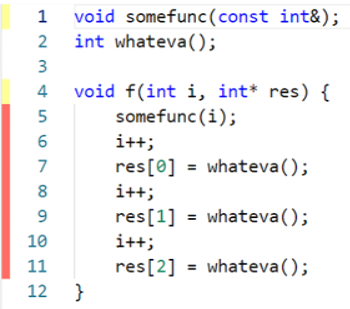 1 void somefunc(const int&);
2 int whateva();
3
4 void f(int i, int* res) {
5     somefunc(i);
6     i++;
7     res[0] = whateva();
8     i++;
9     res[1] = whateva();
10     i++;
11     res[2] = whateva();
12 }